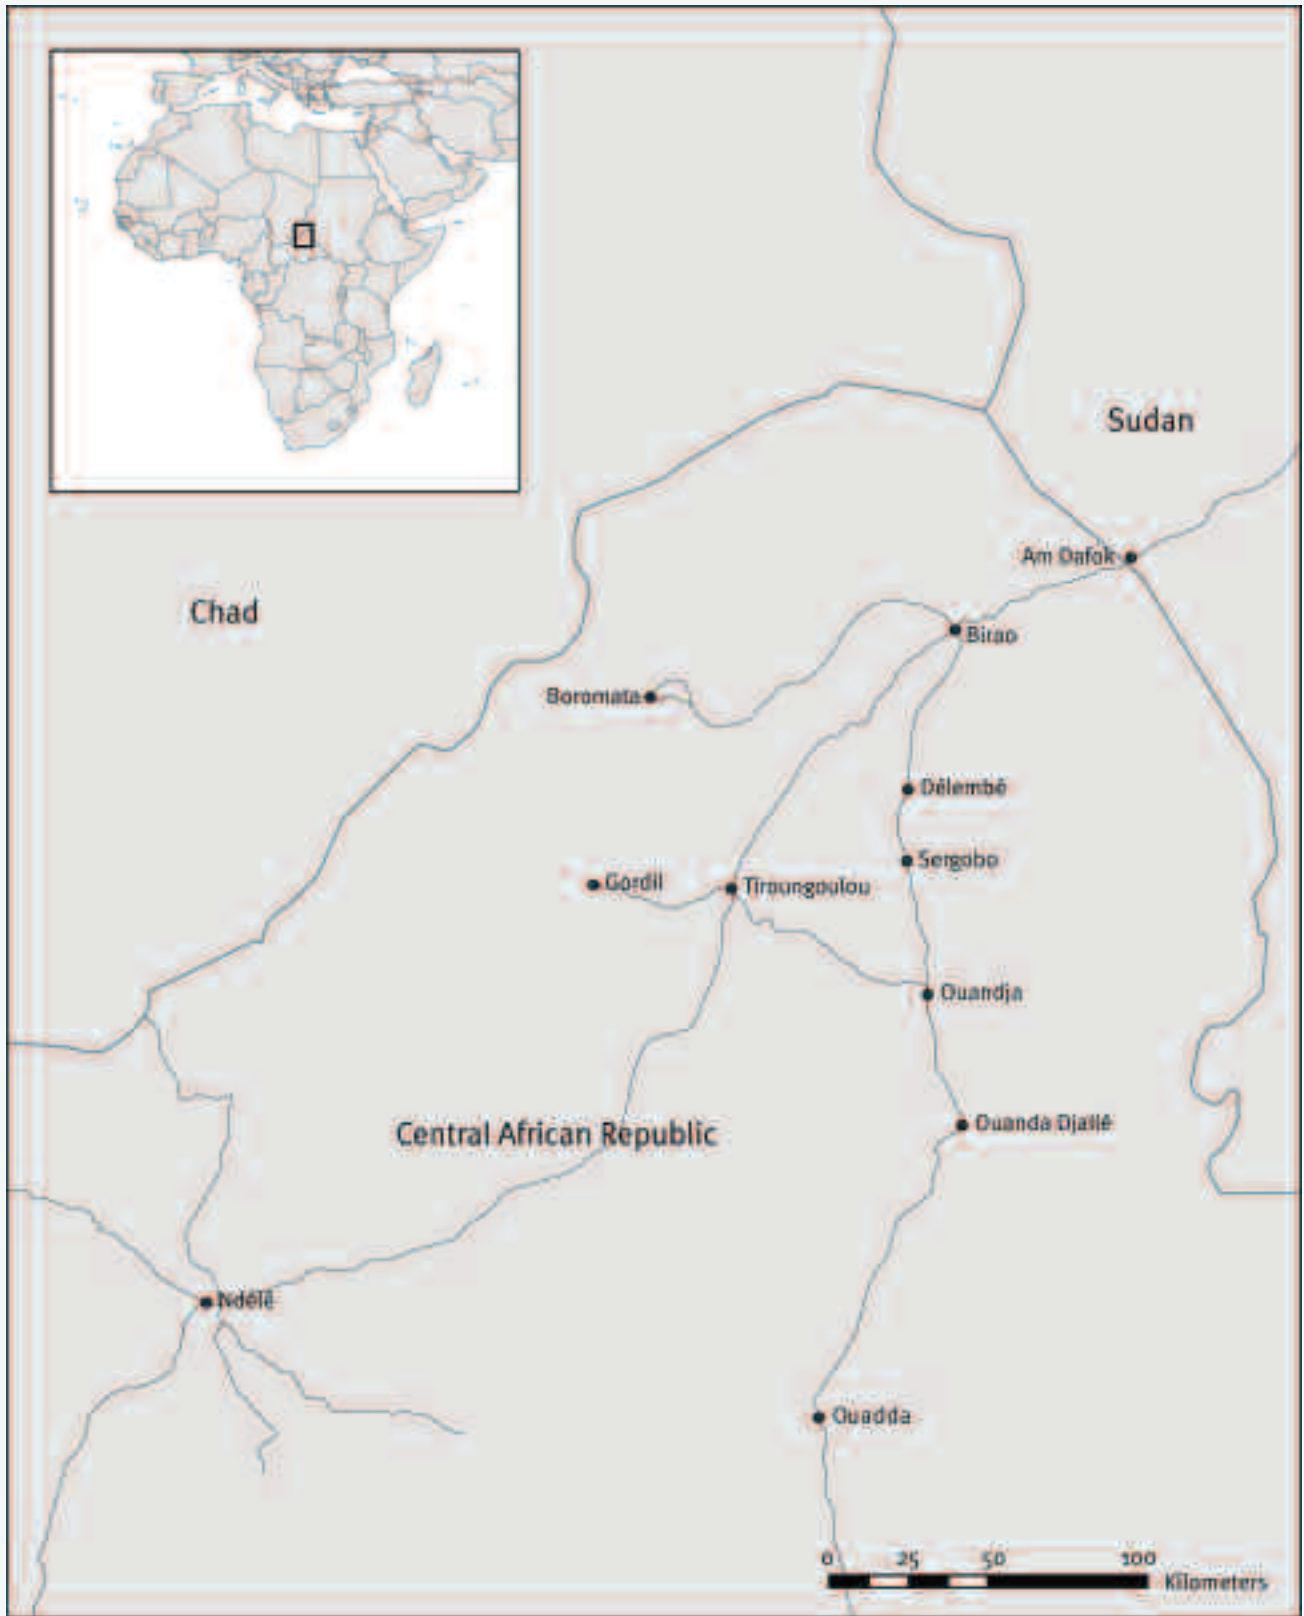 Sudan
Am Dafok
Chad
Birao
Boromata
Délembé
Sergobo
Gordil
Tiroungoulou
Ouandja
Ouanda Djallé
Central African Republic
Ndélé
Ouadda
0 25 50 100
Kilometers